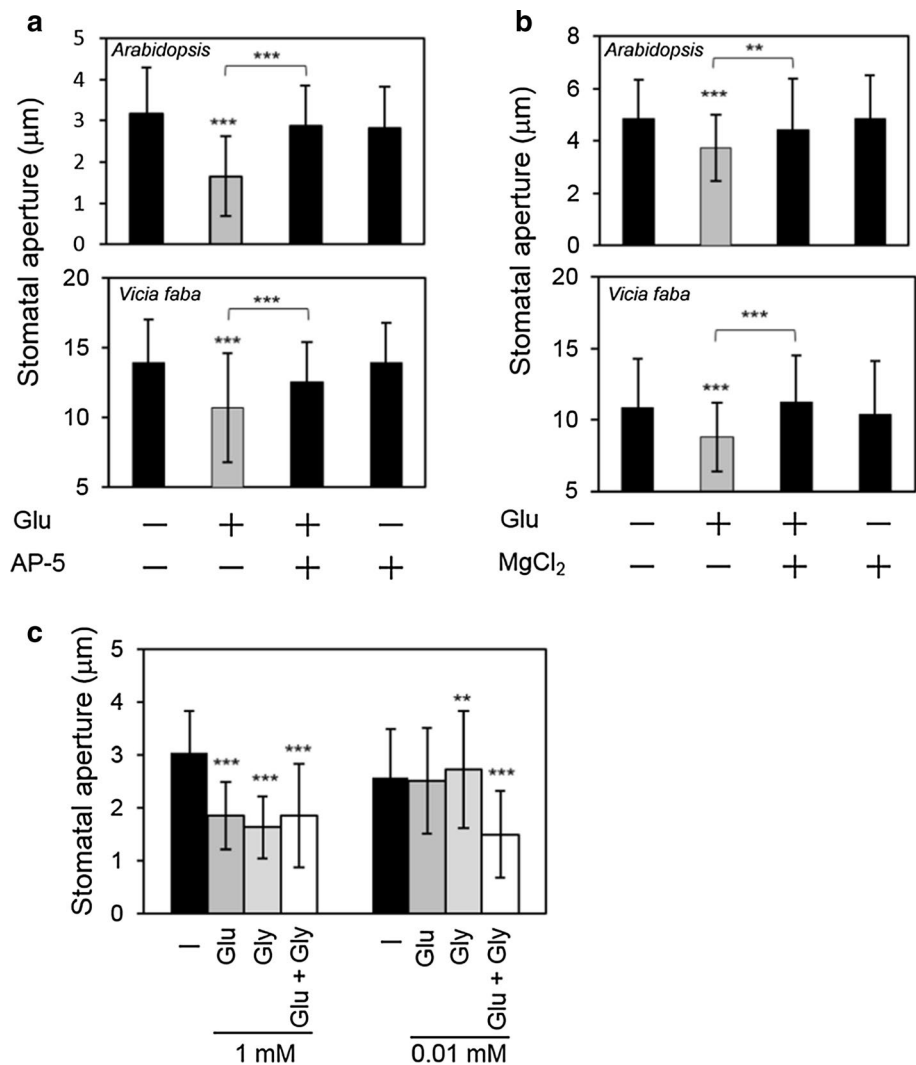 a
Stomatal aperture (μm)
5
4
3
2
1
0
Arabidopsis
***
***
20
15
10
5
Vicia faba
***
***
Glu — + + —
AP-5 — — + +
b
Stomatal aperture (μm)
8
6
4
2
0
Arabidopsis
***
**
20
15
10
5
Vicia faba
***
***
Glu — + + —
MgCl₂ — — + +
c
Stomatal aperture (μm)
5
4
3
2
1
0
*** *** *** ** ***
— Glu Gly Glu + Gly — Glu Gly Glu + Gly
1 mM 0.01 mM